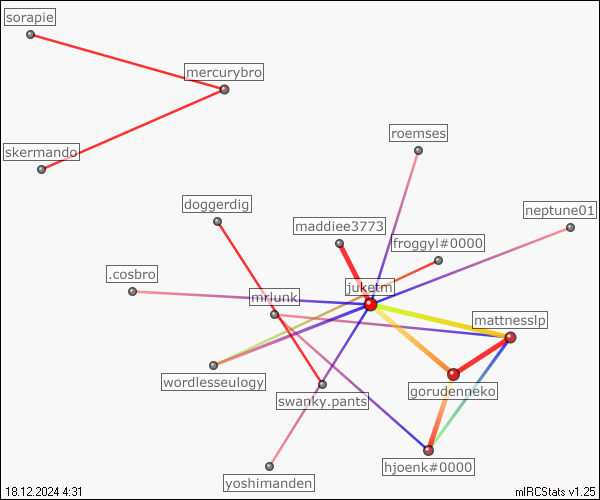 sorapie
mercurybro
roemses
skermando
doggerdig
neptune01
maddiee3773
froggyl#0000
.cosbro
juketm
mrlunk
mattnesslp
wordlesseulogy
gorudenneko
swanky.pants
hjoenk#0000
yoshimanden
18.12.2024 4:31
mIRCStats v1.25